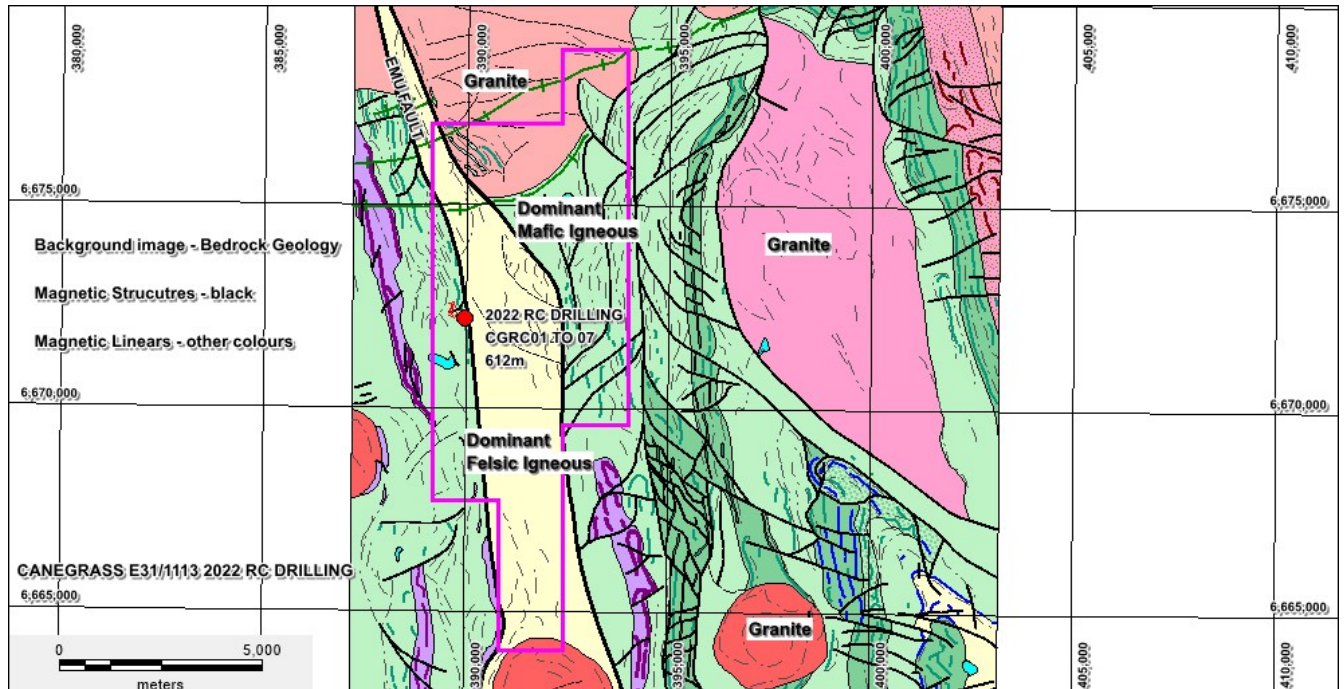 380,000
385,000
390,000
395,000
400,000
405,000
410,000
EMU FAULT
Granite
6,675,000
6,675,000
Dominant
Mafic Igneous
Background image - Bedrock Geology
Granite
Magnetic Strucutres - black
2022 RC DRILLING
CGRC01 TO 07
612m
Magnetic Linears - other colours
6,670,000
6,670,000
Dominant
Felsic Igneous
CANEGRASS E31/1113 2022 RC DRILLING
6,665,000
6,665,000
Granite
0
5,000
meters
390,000
395,000
400,000
405,000
410,000